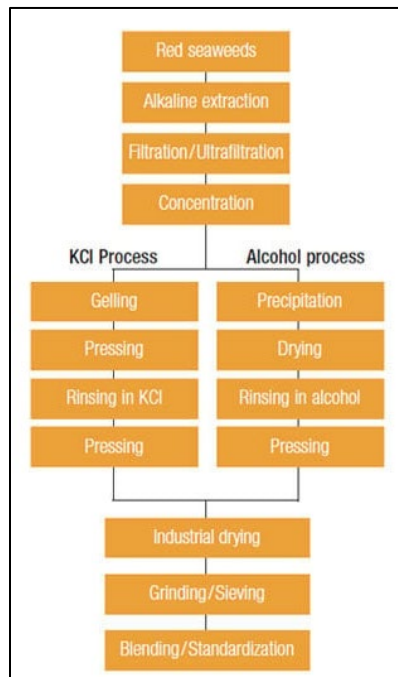 Red seaweeds
Alkaline extraction
Filtration/Ultrafiltration
Concentration
KCl Process
Gelling
Pressing
Rinsing in KCl
Pressing
Alcohol process
Precipitation
Drying
Rinsing in alcohol
Pressing
Industrial drying
Grinding/Sieving
Blending/Standardization